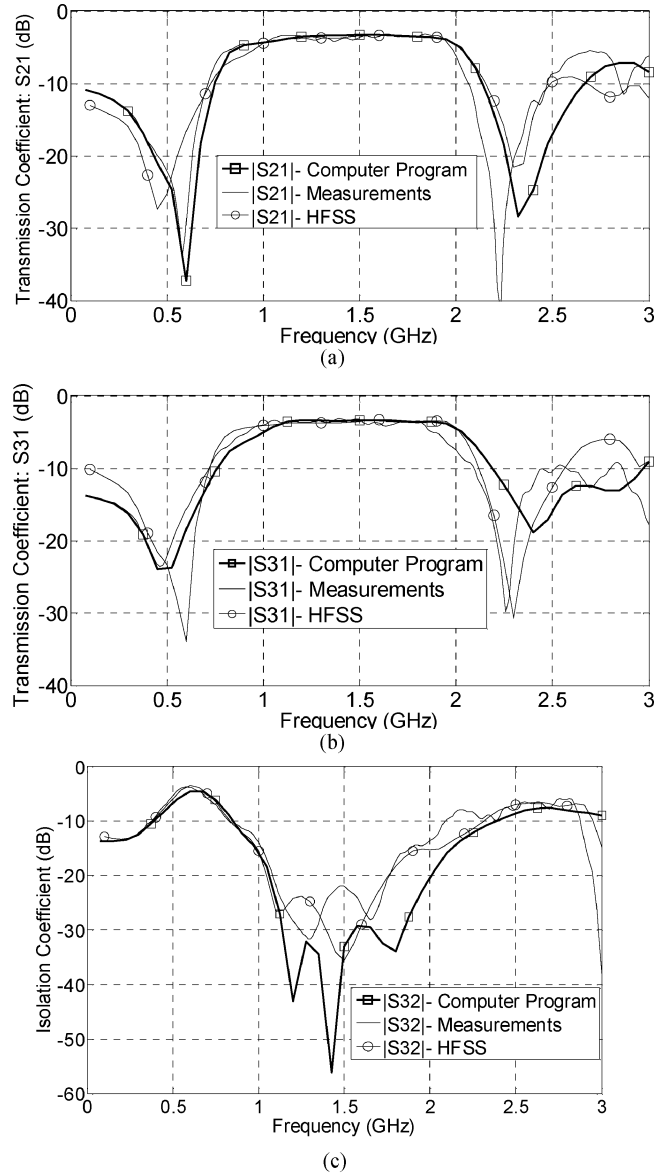 Transmission Coefficient: S21 (dB)
0
-10
-20
-30
-40
|S21|- Computer Program
|S21|- Measurements
|S21|- HFSS
0 0.5 1 1.5 2 2.5 3
Frequency (GHz)
(a)
Transmission Coefficient: S31 (dB)
0
-10
-20
-30
-40
|S31|- Computer Program
|S31|- Measurements
|S31|- HFSS
0 0.5 1 1.5 2 2.5 3
Frequency (GHz)
(b)
Isolation Coefficient (dB)
0
-10
-20
-30
-40
-50
-60
|S32|- Computer Program
|S32|- Measurements
|S32|- HFSS
0 0.5 1 1.5 2 2.5 3
Frequency (GHz)
(c)